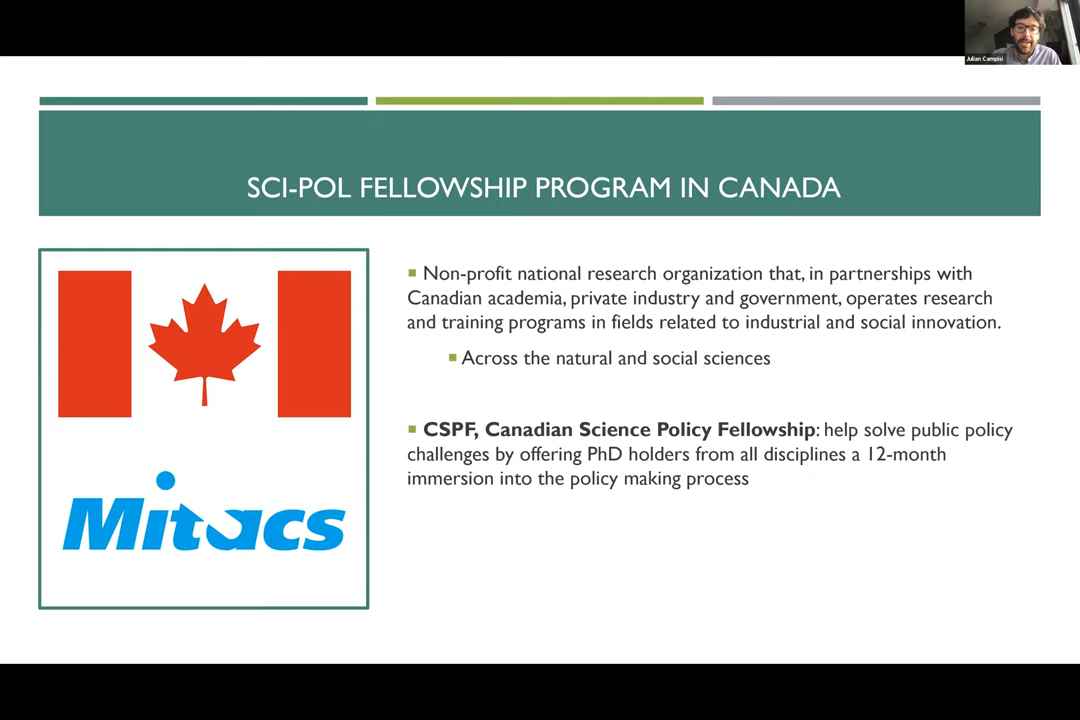 Julian Campisi
SCI-POL FELLOWSHIP PROGRAM IN CANADA
Mitacs
Non-profit national research organization that, in partnerships with
Canadian academia, private industry and government, operates research
and training programs in fields related to industrial and social innovation.
Across the natural and social sciences
CSPF, Canadian Science Policy Fellowship: help solve public policy
challenges by offering PhD holders from all disciplines a 12-month
immersion into the policy making process